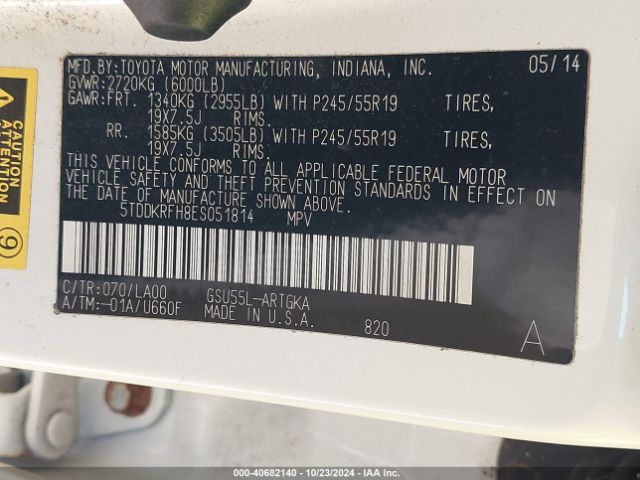 MFD.BY:TOYOTA MOTOR MANUFACTURING, INDIANA, INC. 05/14
GVWR:2720KG (6000LB)
GAWR:FRT. 1340KG (2955LB) WITH P245/55R19 TIRES,
19X7.5J RIMS.
RR. 1585KG (3505LB) WITH P245/55R19 TIRES,
19X7.5J RIMS.
THIS VEHICLE CONFORMS TO ALL APPLICABLE FEDERAL MOTOR
VEHICLE SAFETY AND THEFT PREVENTION STANDARDS IN EFFECT ON
THE DATE OF MANUFACTURE SHOWN ABOVE.
5TDDKRFH8ES051814 MPV
C/TR:070/LA00 GSU55L-ARTGKA
A/TM:-01A/U660F MADE IN U.S.A. 820 A
CAUTION
ATTENTION
9
000-40682140 - 10/23/2024 - IAA Inc.